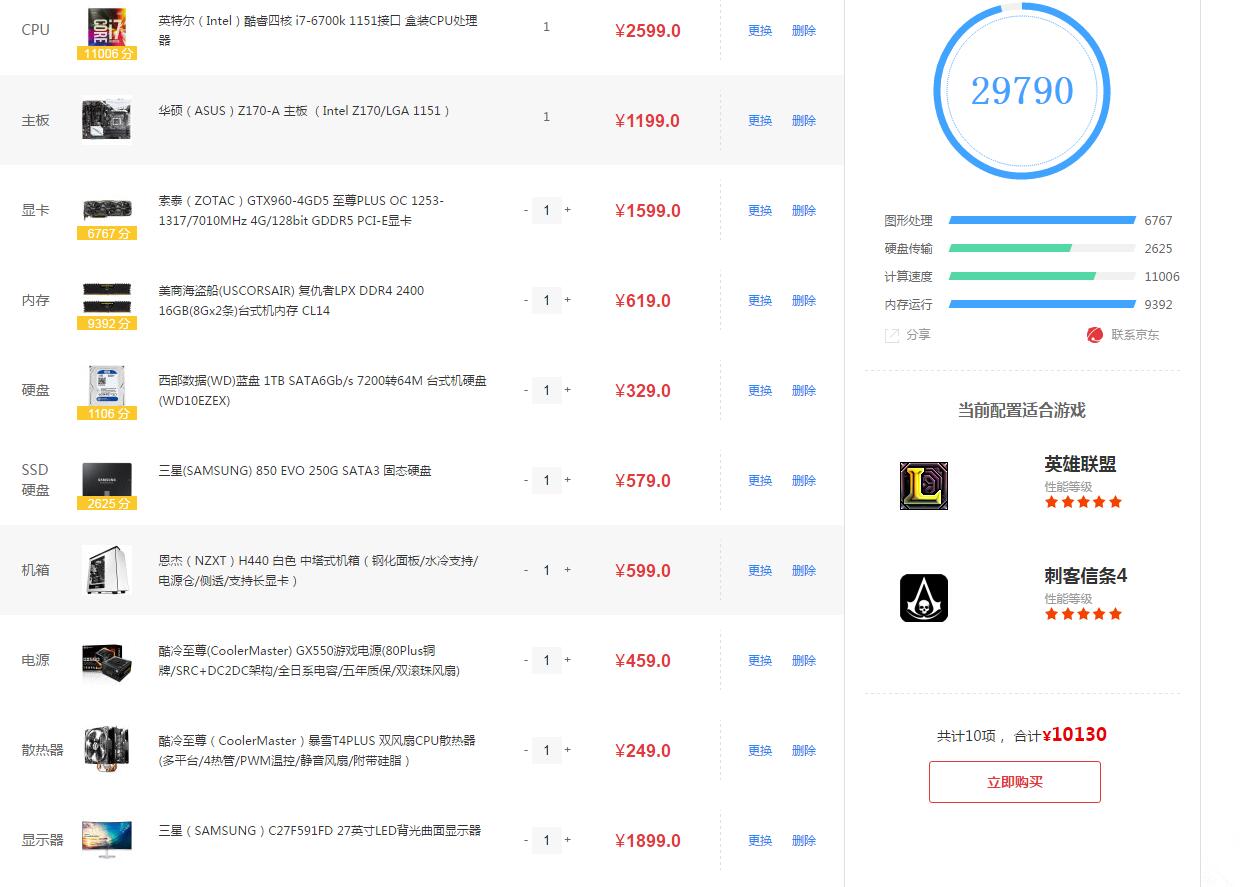 CPU
11006 分
英特尔（Intel）酷睿四核 i7-6700k 1151接口 盒装CPU处理
器
1
¥2599.0
更换 删除
主板
华硕（ASUS）Z170-A 主板 （Intel Z170/LGA 1151）
1
¥1199.0
更换 删除
显卡
6767 分
索泰（ZOTAC）GTX960-4GD5 至尊PLUS OC 1253-
1317/7010MHz 4G/128bit GDDR5 PCI-E显卡
- 1 +
¥1599.0
更换 删除
内存
9392 分
美商海盗船(USCORSAIR) 复仇者LPX DDR4 2400
16GB(8Gx2条)台式机内存 CL14
- 1 +
¥619.0
更换 删除
硬盘
1106 分
西部数据(WD)蓝盘 1TB SATA6Gb/s 7200转64M 台式机硬盘
(WD10EZEX)
- 1 +
¥329.0
更换 删除
SSD
硬盘
2625 分
三星(SAMSUNG) 850 EVO 250G SATA3 固态硬盘
- 1 +
¥579.0
更换 删除
机箱
恩杰（NZXT）H440 白色 中塔式机箱（钢化面板/水冷支持/
电源仓/侧透/支持长显卡）
- 1 +
¥599.0
更换 删除
电源
酷冷至尊(CoolerMaster) GX550游戏电源(80Plus铜
牌/SRC+DC2DC架构/全日系电容/五年质保/双滚珠风扇)
- 1 +
¥459.0
更换 删除
散热器
酷冷至尊（CoolerMaster）暴雪T4PLUS 双风扇CPU散热器
(多平台/4热管/PWM温控/静音风扇/附带硅脂）
- 1 +
¥249.0
更换 删除
显示器
三星（SAMSUNG）C27F591FD 27英寸LED背光曲面显示器
- 1 +
¥1899.0
更换 删除
29790
图形处理 6767
硬盘传输 2625
计算速度 11006
内存运行 9392
分享 联系京东
当前配置适合游戏
英雄联盟
性能等级
刺客信条4
性能等级
共计10项 ，合计¥10130
立即购买